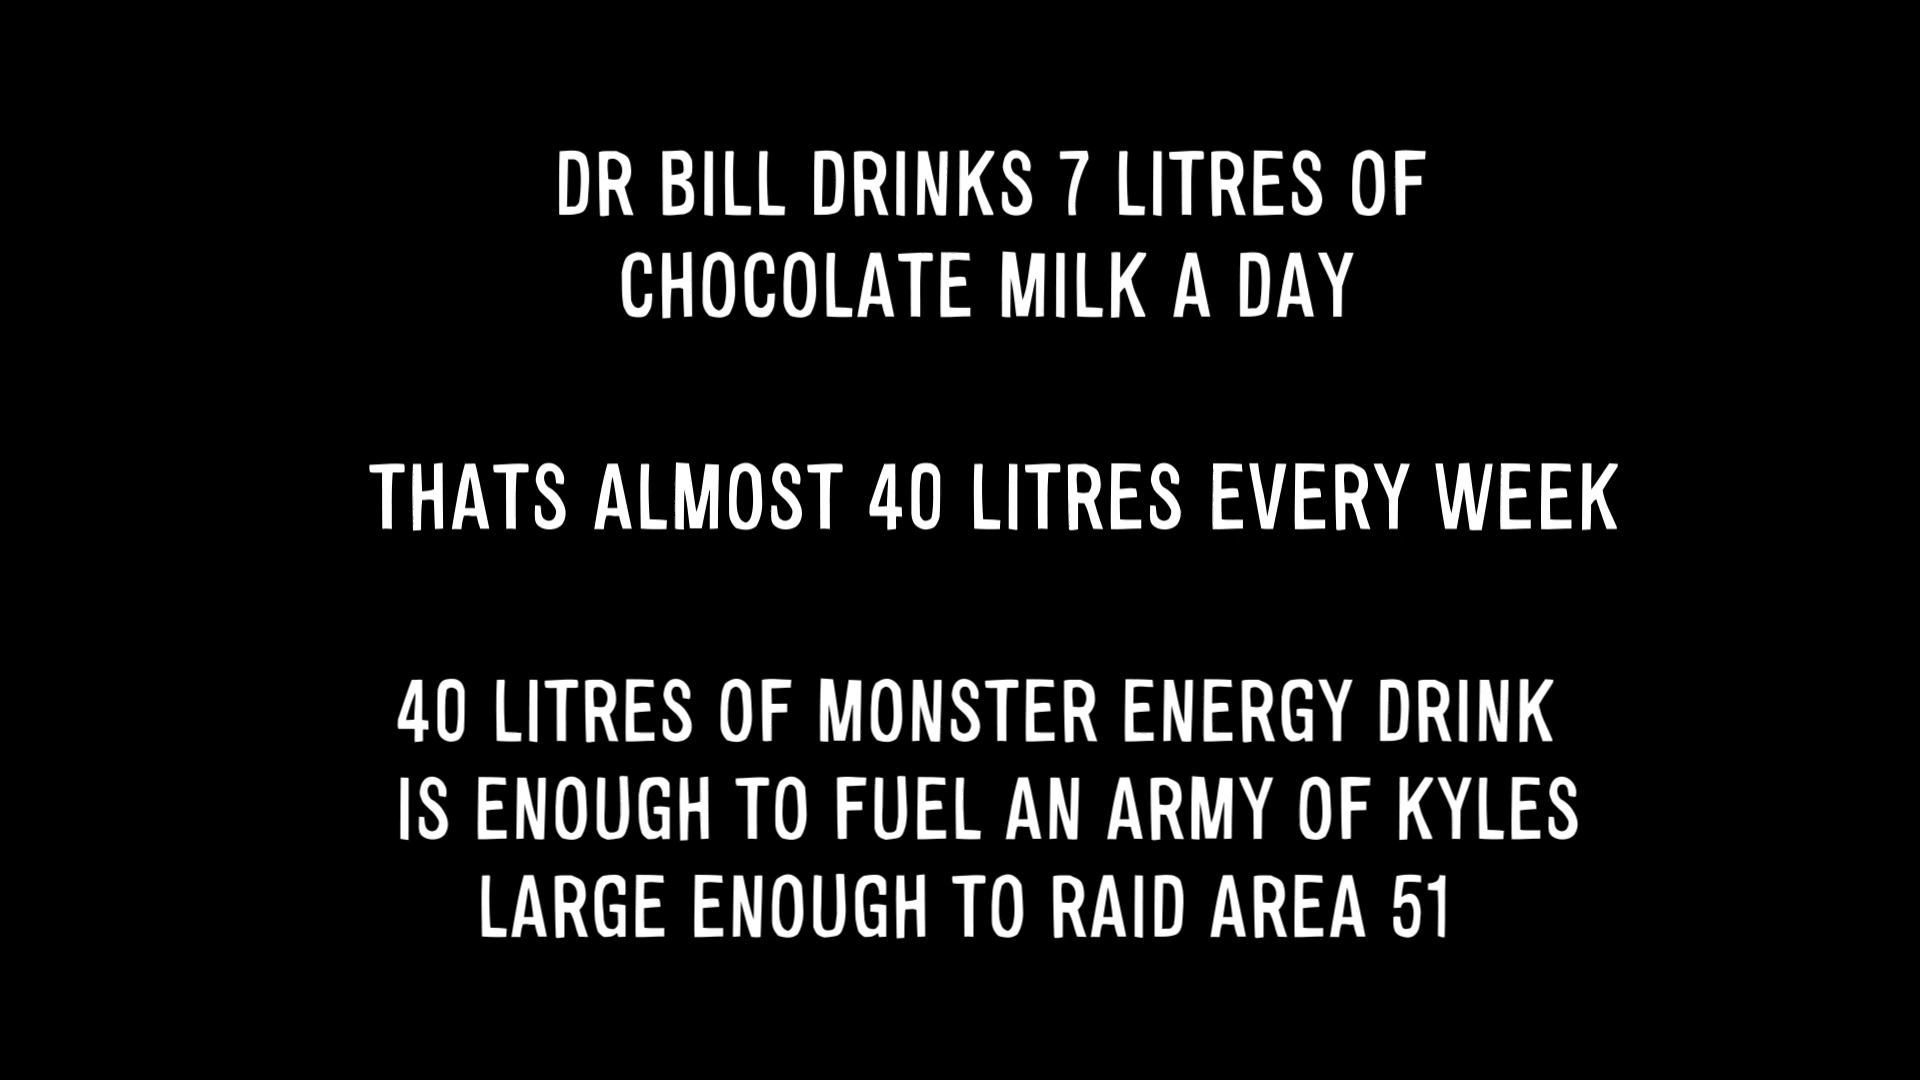 DR BILL DRINKS 7 LITRES OF
CHOCOLATE MILK A DAY
THATS ALMOST 40 LITRES EVERY WEEK
40 LITRES OF MONSTER ENERGY DRINK
IS ENOUGH TO FUEL AN ARMY OF KYLES
LARGE ENOUGH TO RAID AREA 51